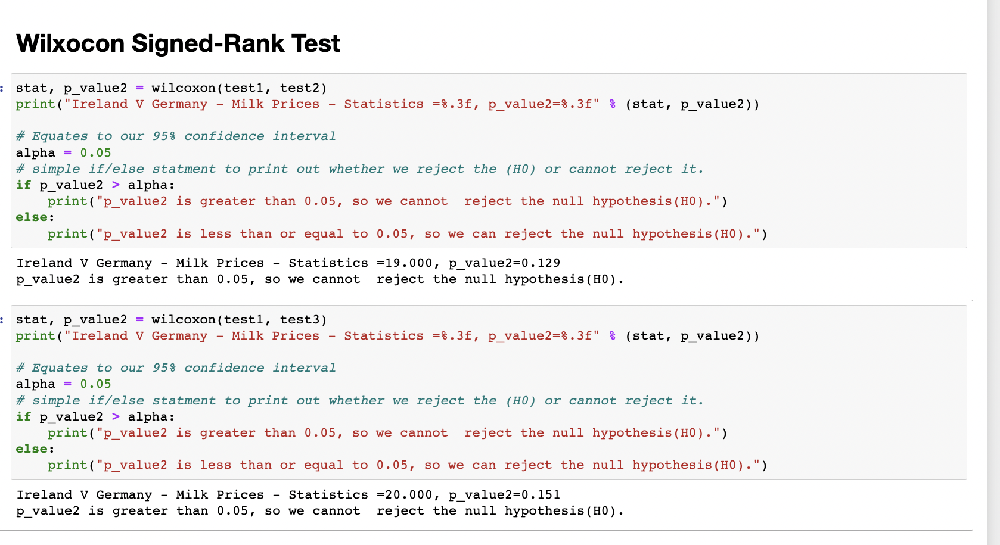 Wilxocon Signed-Rank Test
: stat, p_value2 = wilcoxon(test1, test2)
print("Ireland V Germany - Milk Prices - Statistics =%.3f, p_value2=%.3f" % (stat, p_value2))
# Equates to our 95% confidence interval
alpha = 0.05
# simple if/else statment to print out whether we reject the (H0) or cannot reject it.
if p_value2 > alpha:
    print("p_value2 is greater than 0.05, so we cannot  reject the null hypothesis(H0).")
else:
    print("p_value2 is less than or equal to 0.05, so we can reject the null hypothesis(H0).")
Ireland V Germany - Milk Prices - Statistics =19.000, p_value2=0.129
p_value2 is greater than 0.05, so we cannot  reject the null hypothesis(H0).
: stat, p_value2 = wilcoxon(test1, test3)
print("Ireland V Germany - Milk Prices - Statistics =%.3f, p_value2=%.3f" % (stat, p_value2))
# Equates to our 95% confidence interval
alpha = 0.05
# simple if/else statment to print out whether we reject the (H0) or cannot reject it.
if p_value2 > alpha:
    print("p_value2 is greater than 0.05, so we cannot  reject the null hypothesis(H0).")
else:
    print("p_value2 is less than or equal to 0.05, so we can reject the null hypothesis(H0).")
Ireland V Germany - Milk Prices - Statistics =20.000, p_value2=0.151
p_value2 is greater than 0.05, so we cannot  reject the null hypothesis(H0).